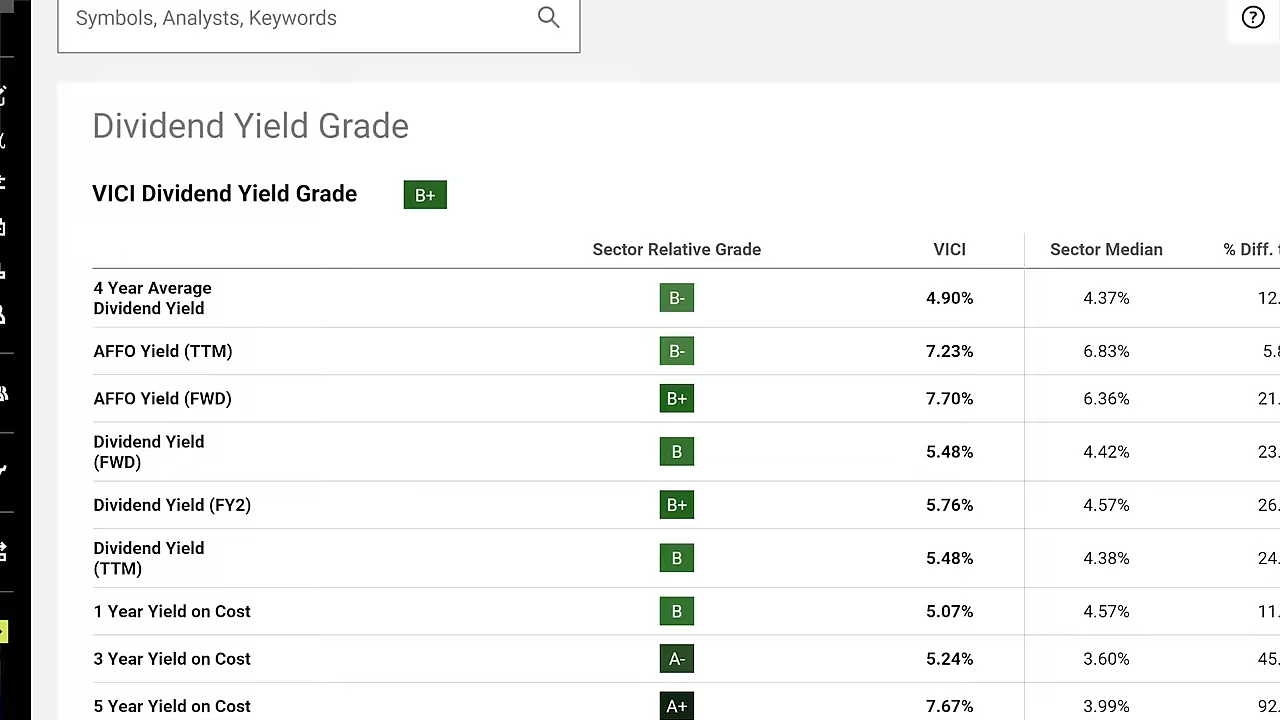 Symbols, Analysts, Keywords
Dividend Yield Grade
VICI Dividend Yield Grade B+
Sector Relative Grade VICI Sector Median % Diff.
4 Year Average
Dividend Yield B- 4.90% 4.37% 12.
AFFO Yield (TTM) B- 7.23% 6.83% 5.
AFFO Yield (FWD) B+ 7.70% 6.36% 21.
Dividend Yield
(FWD) B 5.48% 4.42% 23.
Dividend Yield (FY2) B+ 5.76% 4.57% 26.
Dividend Yield
(TTM) B 5.48% 4.38% 24.
1 Year Yield on Cost B 5.07% 4.57% 11.
3 Year Yield on Cost A- 5.24% 3.60% 45.
5 Year Yield on Cost A+ 7.67% 3.99% 92.